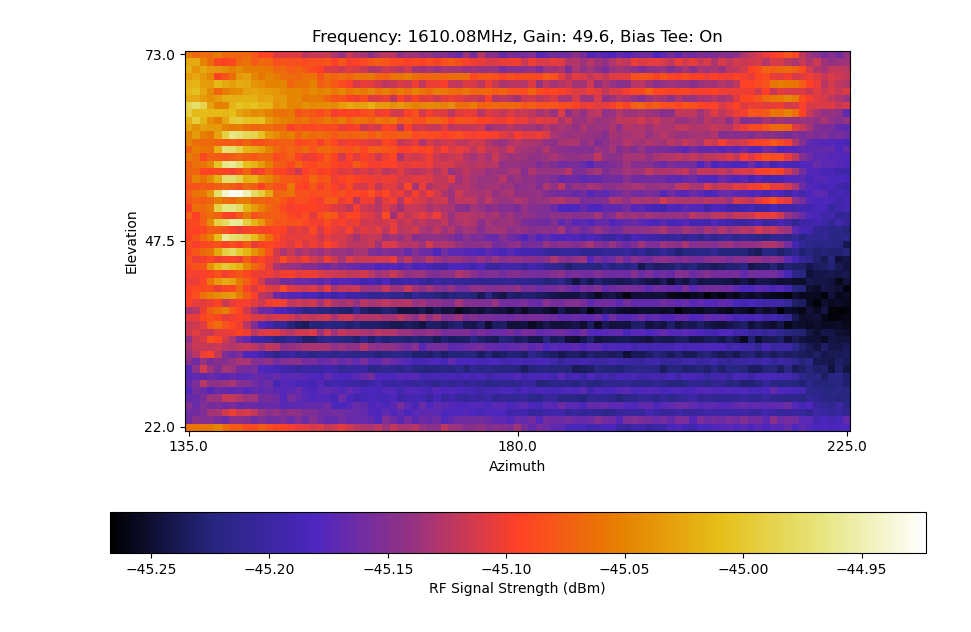 Frequency: 1610.08MHz, Gain: 49.6, Bias Tee: On
73.0
47.5
22.0
Elevation
135.0 180.0 225.0
Azimuth
−45.25 −45.20 −45.15 −45.10 −45.05 −45.00 −44.95
RF Signal Strength (dBm)